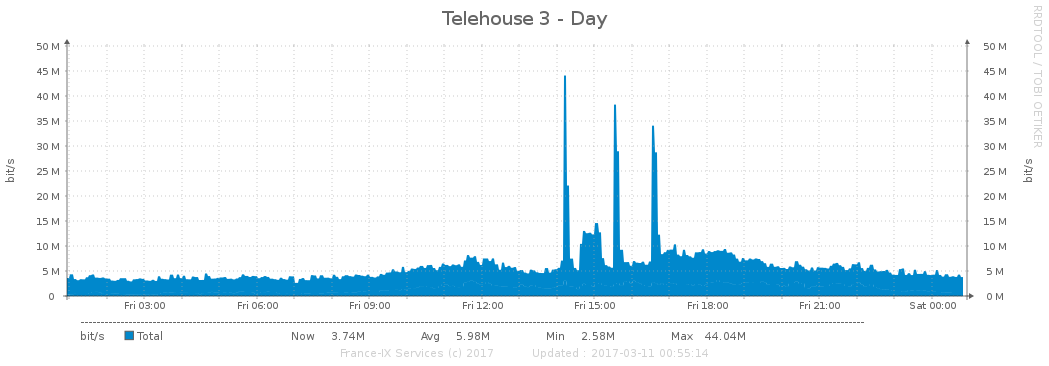 Telehouse 3 - Day
RRDTOOL / TOBI OETIKER
50 M 50 M
45 M 45 M
40 M 40 M
35 M 35 M
30 M 30 M
25 M 25 M
20 M 20 M
15 M 15 M
10 M 10 M
5 M 5 M
0 0 M
bit/s bit/s
Fri 03:00 Fri 06:00 Fri 09:00 Fri 12:00 Fri 15:00 Fri 18:00 Fri 21:00 Sat 00:00
bit/s Total Now 3.74M Avg 5.98M Min 2.58M Max 44.04M
France-IX Services (c) 2017 Updated : 2017-03-11 00:55:14